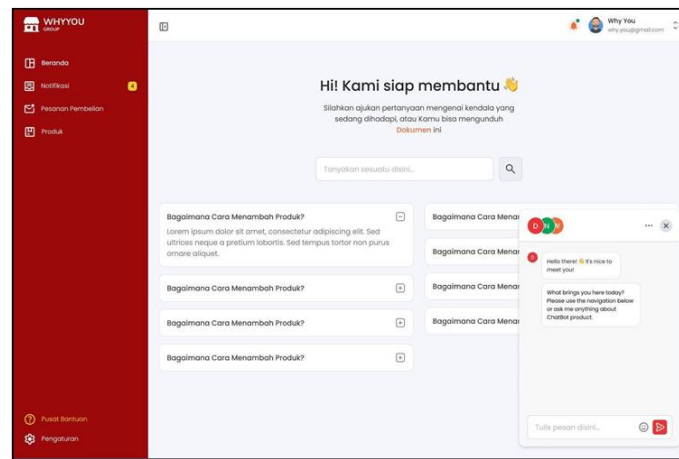 WHYYOU
GROUP
Why You
why.you@gmail.com
Beranda
Notifikasi
4
Pesanan Pembelian
Produk
Hi! Kami siap membantu 👋
Silahkan ajukan pertanyaan mengenai kendala yang
sedang dihadapi, atau Kamu bisa mengunduh
Dokumen ini
Tanyakan sesuatu disini...
Bagaimana Cara Menambah Produk?
Lorem ipsum dolor sit amet, consectetur adipiscing elit. Sed
ultrices neque a pretium lobortis. Sed tempus tortor non purus
ornare aliquet.
Bagaimana Cara Menambah Produk?
Bagaimana Cara Menambah Produk?
Bagaimana Cara Menambah Produk?
Bagaimana Cara Menar
Bagaimana Cara Menar
Bagaimana Cara Menar
Bagaimana Cara Menar
D N N
D
Hello there! 👋 It's nice to
meet you!
What brings you here today?
Please use the navigation below
or ask me anything about
ChatBot product.
Tulis pesan disini...
Pusat Bantuan
Pengaturan